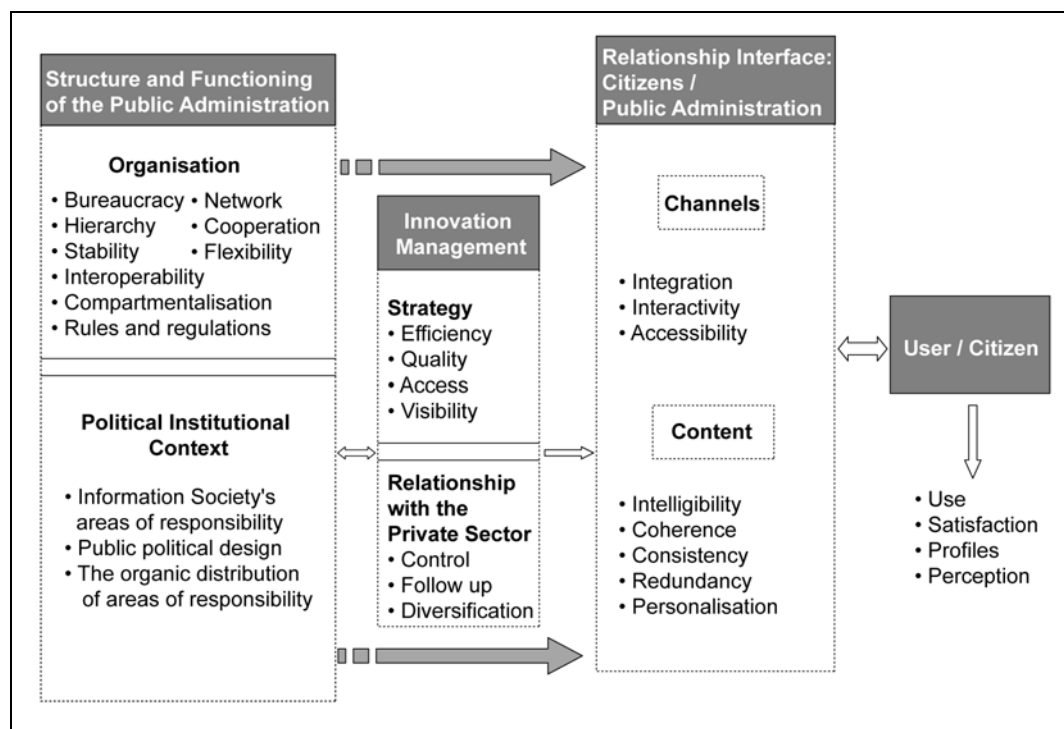 Structure and Functioning
of the Public Administration
Organisation
• Bureaucracy • Network
• Hierarchy • Cooperation
• Stability • Flexibility
• Interoperability
• Compartmentalisation
• Rules and regulations
Political Institutional
Context
• Information Society's
areas of responsibility
• Public political design
• The organic distribution
of areas of responsibility
Innovation
Management
Strategy
• Efficiency
• Quality
• Access
• Visibility
Relationship
with the
Private Sector
• Control
• Follow up
• Diversification
Relationship Interface:
Citizens /
Public Administration
Channels
• Integration
• Interactivity
• Accessibility
Content
• Intelligibility
• Coherence
• Consistency
• Redundancy
• Personalisation
User / Citizen
• Use
• Satisfaction
• Profiles
• Perception